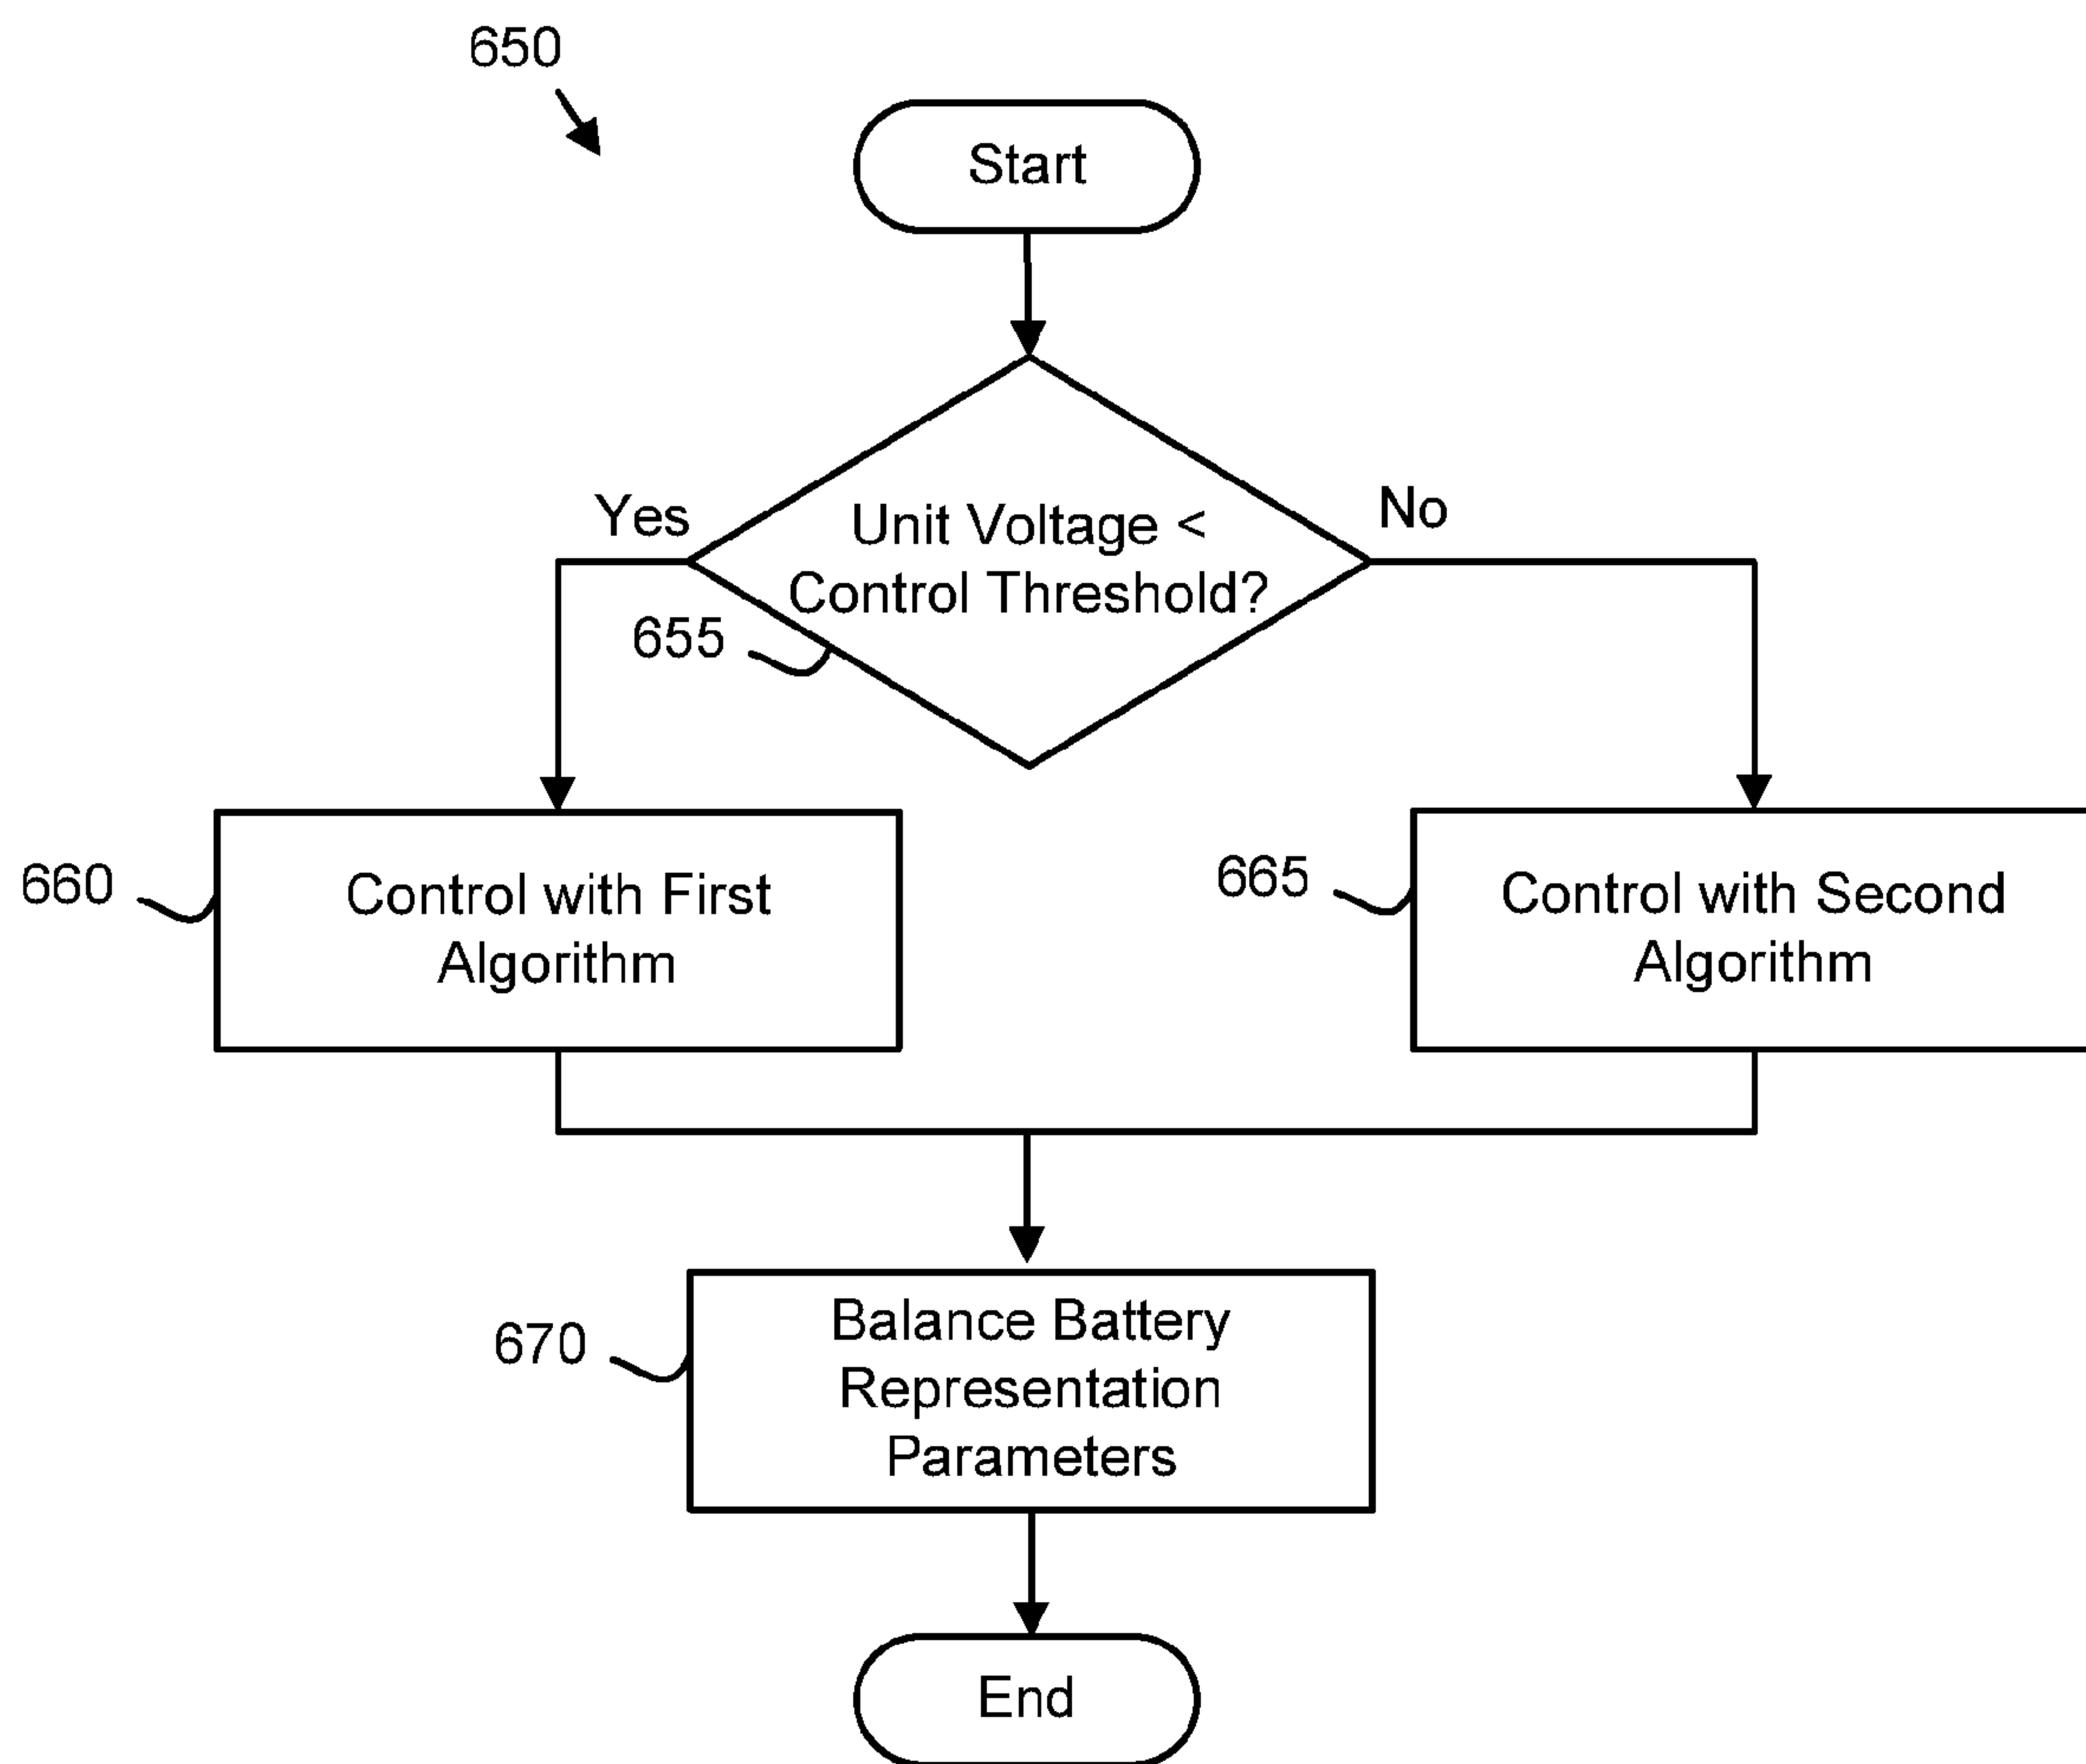 650
Start
Yes
No
Unit Voltage <
Control Threshold?
655
660
Control with First
Algorithm
665
Control with Second
Algorithm
670
Balance Battery
Representation
Parameters
End